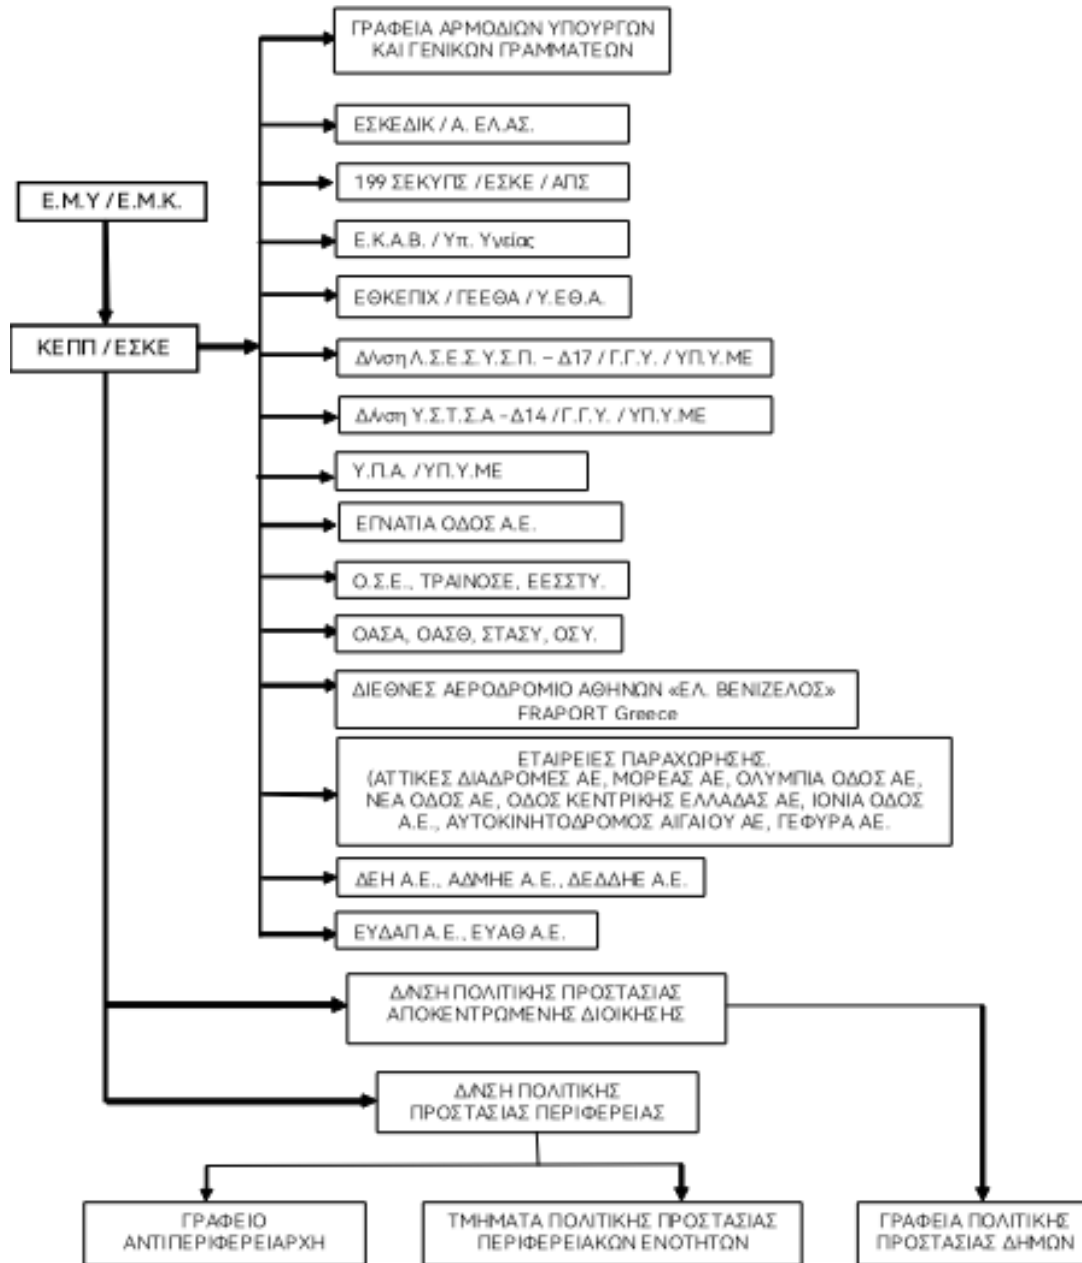 ΓΡΑΦΕΙΑ ΑΡΜΟΔΙΩΝ ΥΠΟΥΡΓΩΝ
ΚΑΙ ΓΕΝΙΚΩΝ ΓΡΑΜΜΑΤΕΩΝ
ΕΣΚΕΔΙΚ / Α. ΕΛ.ΑΣ.
199 ΣΕΚΥΠΣ / ΕΣΚΕ / ΑΠΣ
Ε.Μ.Υ / Ε.Μ.Κ.
Ε.Κ.Α.Β. / Υπ. Υγείας
ΕΘΚΕΠΙΧ / ΓΕΕΘΑ / Υ.ΕΘ.Α.
ΚΕΠΠ / ΕΣΚΕ
Δ/νση Λ.Σ.Ε.Σ.Υ.Σ.Π. – Δ17 / Γ.Γ.Υ. / ΥΠ.Υ.ΜΕ
Δ/νση Υ.Σ.Τ.Σ.Α – Δ14 / Γ.Γ.Υ. / ΥΠ.Υ.ΜΕ
Υ.Π.Α. / ΥΠ.Υ.ΜΕ
ΕΓΝΑΤΙΑ ΟΔΟΣ Α.Ε.
Ο.Σ.Ε., ΤΡΑΙΝΟΣΕ, ΕΕΣΣΤΥ.
ΟΑΣΑ, ΟΑΣΘ, ΣΤΑΣΥ, ΟΣΥ.
ΔΙΕΘΝΕΣ ΑΕΡΟΔΡΟΜΙΟ ΑΘΗΝΩΝ «ΕΛ. ΒΕΝΙΖΕΛΟΣ»
FRAPORT Greece
ΕΤΑΙΡΕΙΕΣ ΠΑΡΑΧΩΡΗΣΗΣ.
(ΑΤΤΙΚΕΣ ΔΙΑΔΡΟΜΕΣ ΑΕ, ΜΟΡΕΑΣ ΑΕ, ΟΛΥΜΠΙΑ ΟΔΟΣ ΑΕ,
ΝΕΑ ΟΔΟΣ ΑΕ, ΟΔΟΣ ΚΕΝΤΡΙΚΗΣ ΕΛΛΑΔΑΣ ΑΕ, ΙΟΝΙΑ ΟΔΟΣ
Α.Ε., ΑΥΤΟΚΙΝΗΤΟΔΡΟΜΟΣ ΑΙΓΑΙΟΥ ΑΕ, ΓΕΦΥΡΑ ΑΕ.
ΔΕΗ Α.Ε., ΑΔΜΗΕ Α.Ε., ΔΕΔΔΗΕ Α.Ε.
ΕΥΔΑΠ Α.Ε., ΕΥΑΘ Α.Ε.
Δ/ΝΣΗ ΠΟΛΙΤΙΚΗΣ ΠΡΟΣΤΑΣΙΑΣ
ΑΠΟΚΕΝΤΡΩΜΕΝΗΣ ΔΙΟΙΚΗΣΗΣ
Δ/ΝΣΗ ΠΟΛΙΤΙΚΗΣ
ΠΡΟΣΤΑΣΙΑΣ ΠΕΡΙΦΕΡΕΙΑΣ
ΓΡΑΦΕΙΟ
ΑΝΤΙΠΕΡΙΦΕΡΕΙΑΡΧΗ
ΤΜΗΜΑΤΑ ΠΟΛΙΤΙΚΗΣ ΠΡΟΣΤΑΣΙΑΣ
ΠΕΡΙΦΕΡΕΙΑΚΩΝ ΕΝΟΤΗΤΩΝ
ΓΡΑΦΕΙΑ ΠΟΛΙΤΙΚΗΣ
ΠΡΟΣΤΑΣΙΑΣ ΔΗΜΩΝ